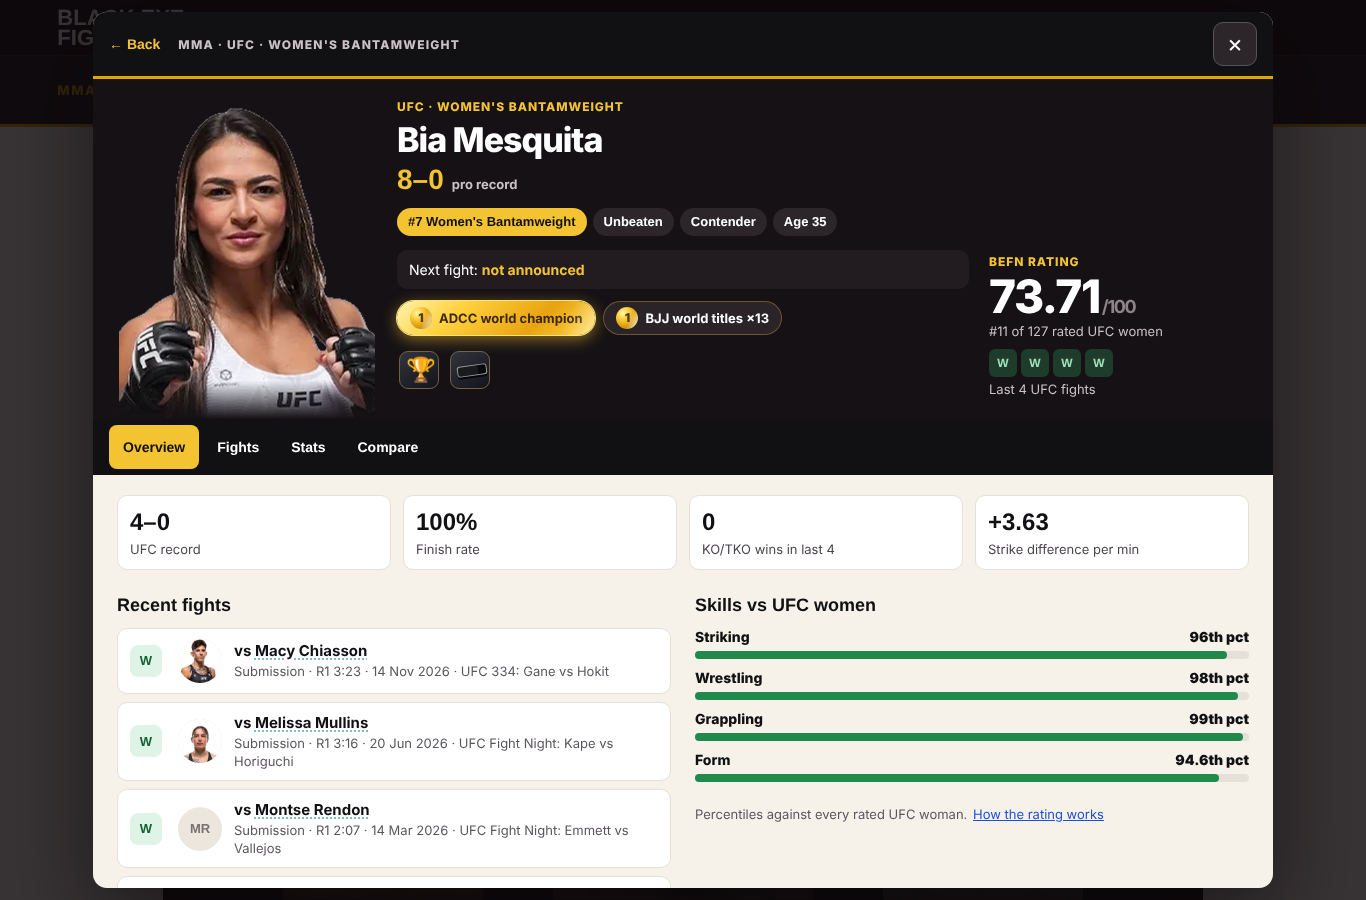 BLACK EYE
FIG
MMA
← Back
MMA · UFC · WOMEN'S BANTAMWEIGHT
×
UFC · WOMEN'S BANTAMWEIGHT
Bia Mesquita
8–0 pro record
#7 Women's Bantamweight
Unbeaten
Contender
Age 35
Next fight: not announced
1 ADCC world champion
1 BJJ world titles ×13
BEFN RATING
73.71/100
#11 of 127 rated UFC women
W W W W
Last 4 UFC fights
UFC
UFC
Overview
Fights
Stats
Compare
4–0
UFC record
100%
Finish rate
0
KO/TKO wins in last 4
+3.63
Strike difference per min
Recent fights
W
vs Macy Chiasson
Submission · R1 3:23 · 14 Nov 2026 · UFC 334: Gane vs Hokit
W
vs Melissa Mullins
Submission · R1 3:16 · 20 Jun 2026 · UFC Fight Night: Kape vs
Horiguchi
W
MR
vs Montse Rendon
Submission · R1 2:07 · 14 Mar 2026 · UFC Fight Night: Emmett vs
Vallejos
Skills vs UFC women
Striking
96th pct
Wrestling
98th pct
Grappling
99th pct
Form
94.6th pct
Percentiles against every rated UFC woman. How the rating works